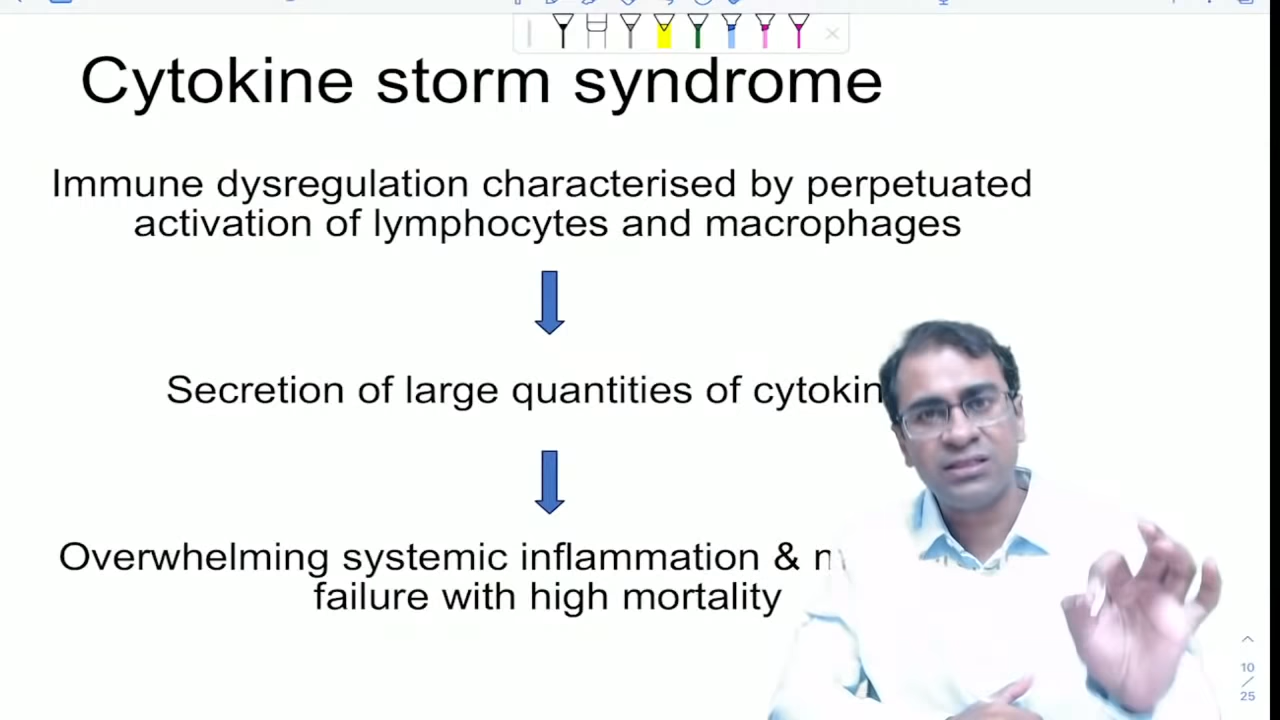 Cytokine storm syndrome
Immune dysregulation characterised by perpetuated
activation of lymphocytes and macrophages
Secretion of large quantities of
Overwhelming systemic inflammation &
failure with high mortality
10
/
25